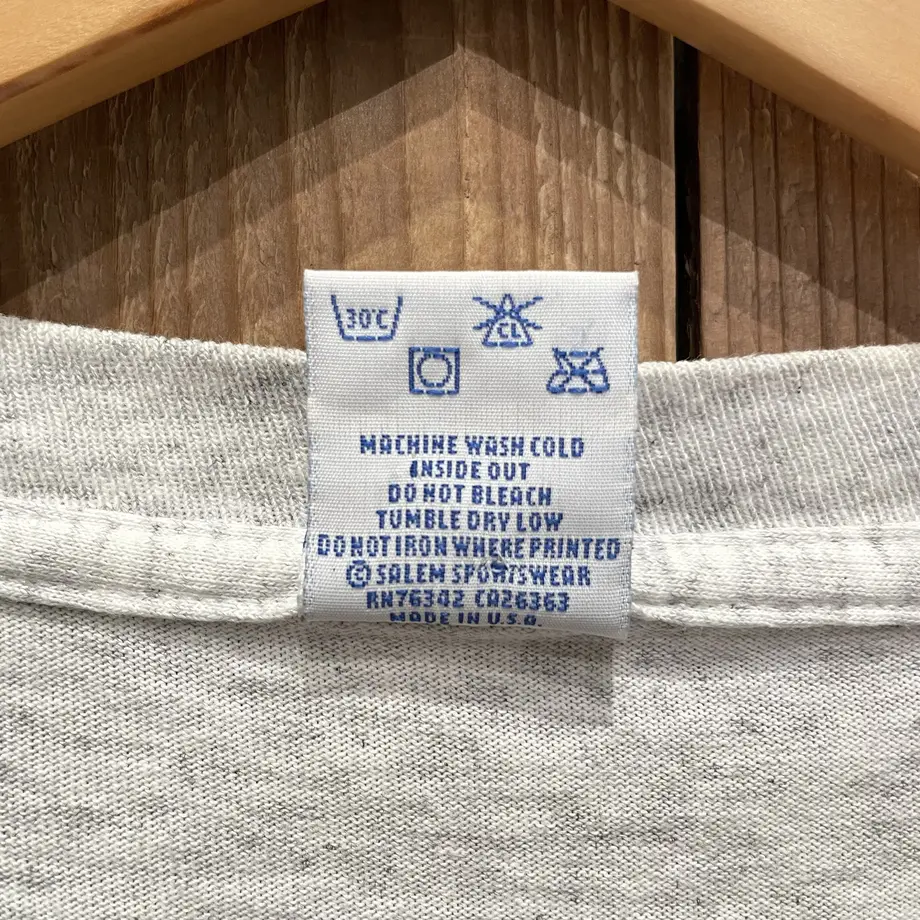 30°C
CL
MACHINE WASH COLD
INSIDE OUT
DO NOT BLEACH
TUMBLE DRY LOW
DO NOT IRON WHERE PRINTED
© SALEM SPORTSWEAR
RN76342 CA26363
MADE IN U.S.A.